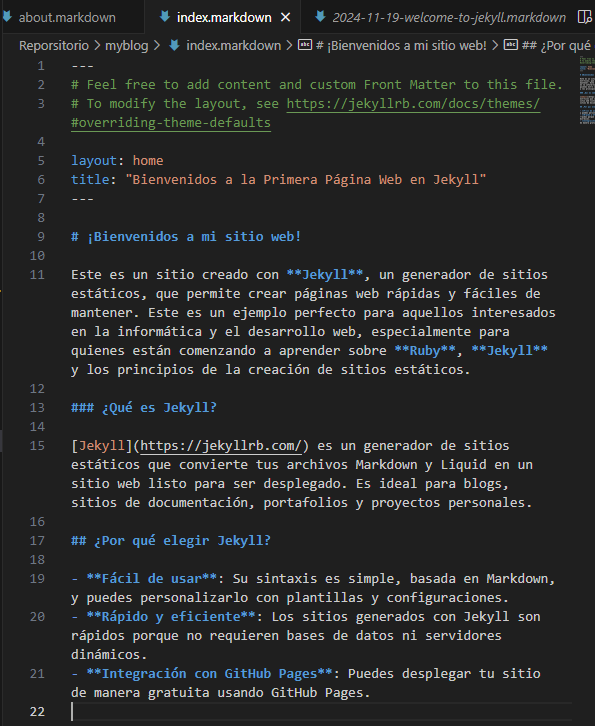 about.markdown index.markdown 2024-11-19-welcome-to-jekyll.markdown
Reporsitorio > myblog > index.markdown > # ¡Bienvenidos a mi sitio web! > ## ¿Por qué
1 ---
2 # Feel free to add content and custom Front Matter to this file.
3 # To modify the layout, see https://jekyllrb.com/docs/themes/
#overriding-theme-defaults
4
5 layout: home
6 title: "Bienvenidos a la Primera Página Web en Jekyll"
7 ---
8
9 # ¡Bienvenidos a mi sitio web!
10
11 Este es un sitio creado con **Jekyll**, un generador de sitios
estáticos, que permite crear páginas web rápidas y fáciles de
mantener. Este es un ejemplo perfecto para aquellos interesados
en la informática y el desarrollo web, especialmente para
quienes están comenzando a aprender sobre **Ruby**, **Jekyll**
y los principios de la creación de sitios estáticos.
12
13 ### ¿Qué es Jekyll?
14
15 [Jekyll](https://jekyllrb.com/) es un generador de sitios
estáticos que convierte tus archivos Markdown y Liquid en un
sitio web listo para ser desplegado. Es ideal para blogs,
sitios de documentación, portafolios y proyectos personales.
16
17 ## ¿Por qué elegir Jekyll?
18
19 - **Fácil de usar**: Su sintaxis es simple, basada en Markdown,
y puedes personalizarlo con plantillas y configuraciones.
20 - **Rápido y eficiente**: Los sitios generados con Jekyll son
rápidos porque no requieren bases de datos ni servidores
dinámicos.
21 - **Integración con GitHub Pages**: Puedes desplegar tu sitio
de manera gratuita usando GitHub Pages.
22